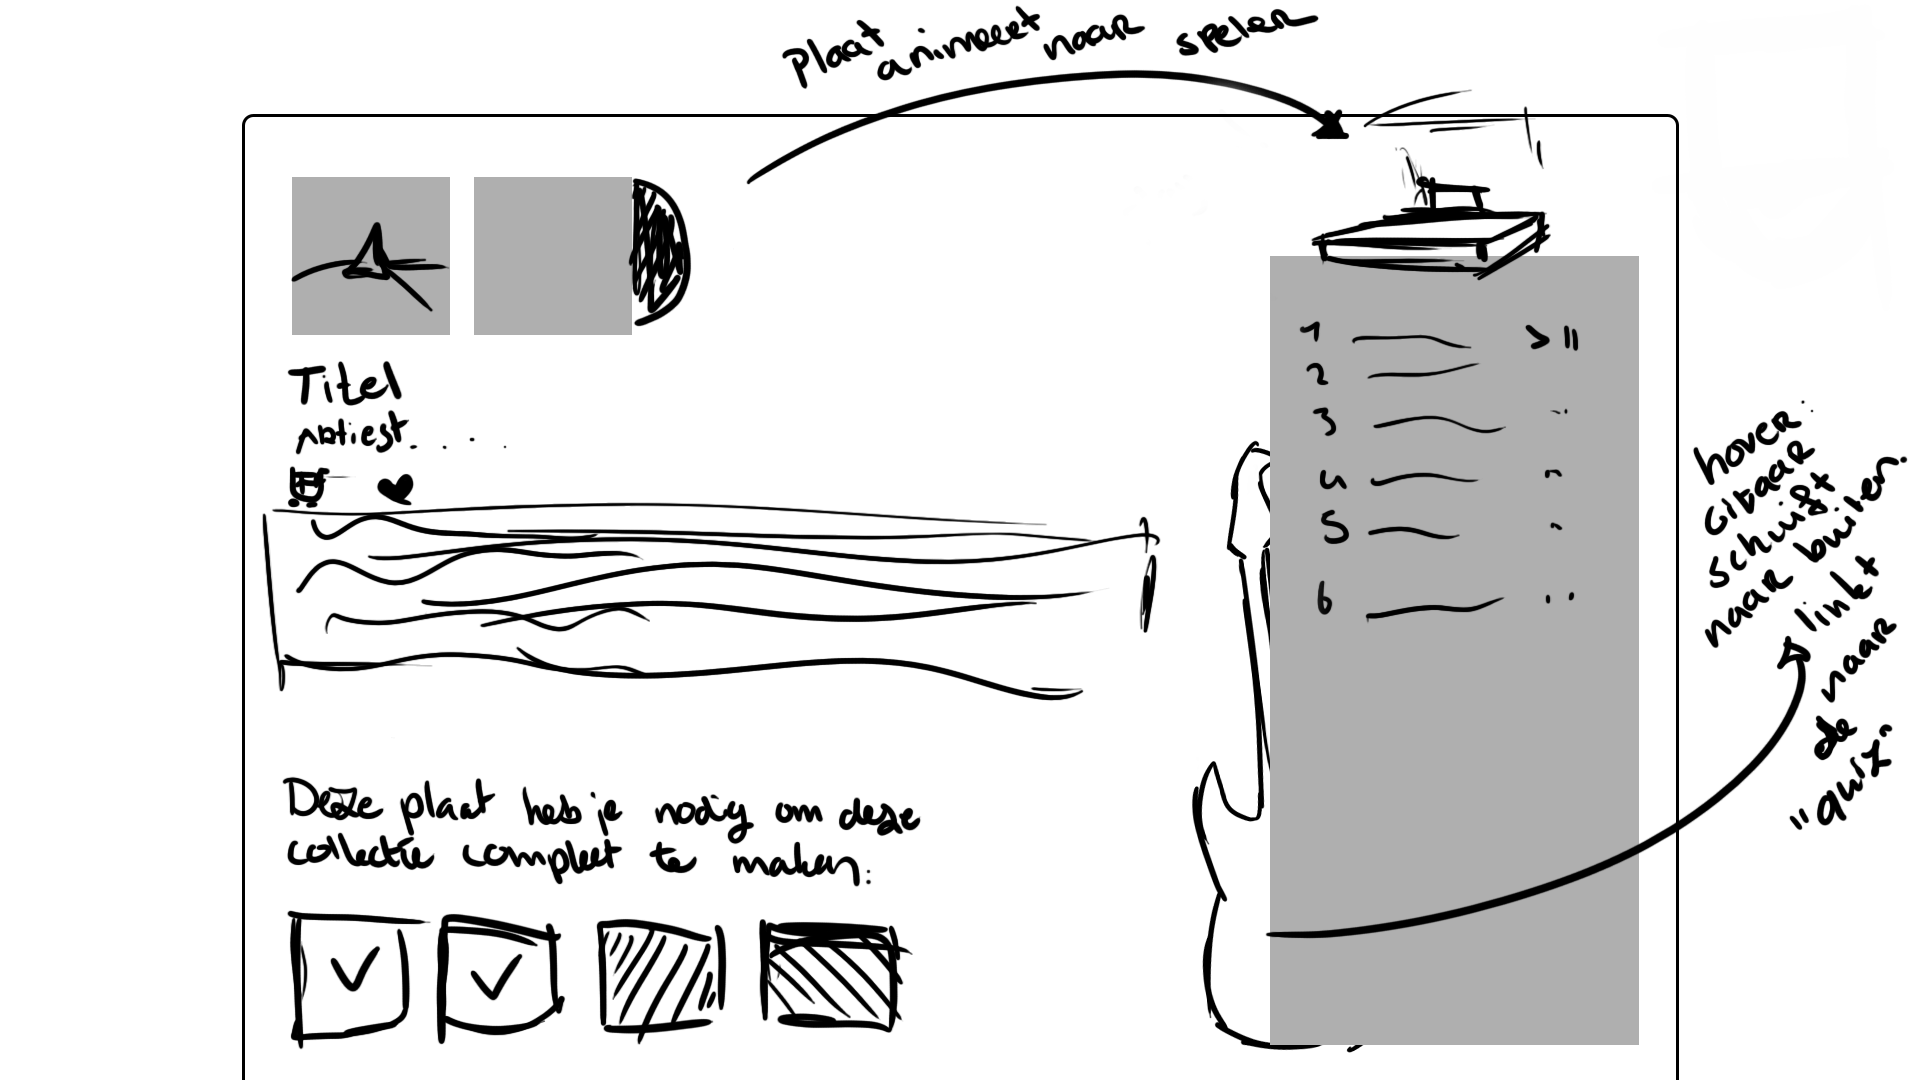 Plaat animeert naar speler
Titel
Artiest. . . .
1 > ||
2
3 "
4 "
5 "
6 "
hover:
Gitaar
schuift
naar buiten.
linkt
naar
de
"quiz"
Deze plaat heb je nodig om deze
collectie compleet te maken: